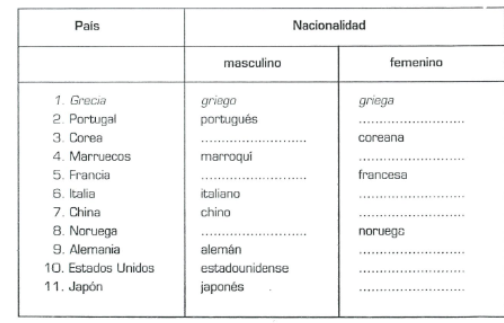 País Nacionalidad
masculino femenino
1. Grecia griego griega
2. Portugal portugués ..........................
3. Corea .......................... coreana
4. Marruecos marroquí ..........................
5. Francia .......................... francesa
6. Italia italiano ..........................
7. China chino ..........................
8. Noruega .......................... noruega
9. Alemania alemán ..........................
10. Estados Unidos estadounidense ..........................
11. Japón japonés ..........................